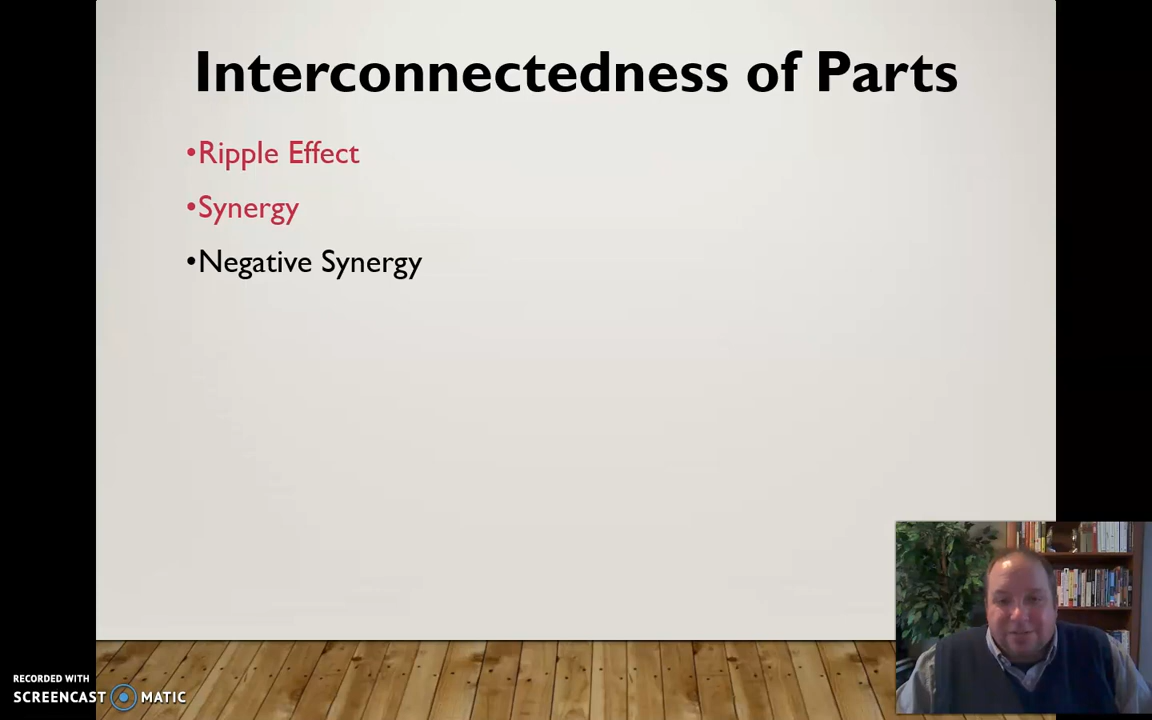 Interconnectedness of Parts
•Ripple Effect
•Synergy
•Negative Synergy
RECORDED WITH
SCREENCAST MATIC